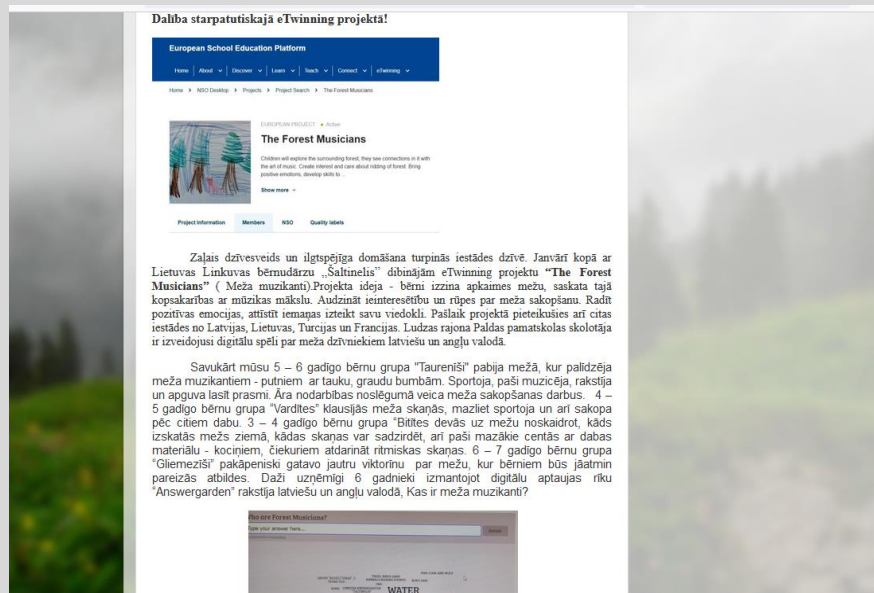 Dalība starpatutiskajā eTwinning projektā!
European School Education Platform
Home About Discover Learn Teach Connect eTwinning
Home NSO Desktop Projects Project Search The Forest Musicians
EUROPEAN PROJECT Active
The Forest Musicians
Children will explore the surrounding forest, they see connections in it with
the art of music. Create interest and care about ridding of forest. Bring
positive emotions, develop skills to ...
Show more
Project Information Members NSO Quality labels
Zaļais dzīvesveids un ilgtspējīga domāšana turpinās iestādes dzīvē. Janvārī kopā ar
Lietuvas Linkuvas bērnudārzu ,,Šaltinelis” dibinājām eTwinning projektu “The Forest
Musicians” ( Meža muzikanti).Projekta ideja - bērni izzina apkaimes mežu, saskata tajā
kopsakarības ar mūzikas mākslu. Audzināt ieinteresētību un rūpes par meža sakopšanu. Radīt
pozitīvas emocijas, attīstīt iemaņas izteikt savu viedokli. Pašlaik projektā pieteikušies arī citas
iestādes no Latvijas, Lietuvas, Turcijas un Francijas. Ludzas rajona Paldas pamatskolas skolotāja
ir izveidojusi digitālu spēli par meža dzīvniekiem latviešu un angļu valodā.
Savukārt mūsu 5 – 6 gadīgo bērnu grupa "Taurenīši" pabija mežā, kur palīdzēja
meža muzikantiem - putniem ar tauku, graudu bumbām. Sportoja, paši muzicēja, rakstīja
un apguva lasīt prasmi. Āra nodarbības noslēgumā veica meža sakopšanas darbus. 4 –
5 gadīgo bērnu grupa “Vardītes” klausījās meža skaņās, mazliet sportoja un arī sakopa
pēc citiem dabu. 3 – 4 gadīgo bērnu grupa “Bitītes devās uz mežu noskaidrot, kāds
izskatās mežs ziemā, kādas skaņas var sadzirdēt, arī paši mazākie centās ar dabas
materiālu - kociņiem, čiekuriem atdarināt ritmiskas skaņas. 6 – 7 gadīgo bērnu grupa
“Gliemezīši” pakāpeniski gatavo jautru viktorīnu par mežu, kur bērniem būs jāatmin
pareizās atbildes. Daži uzņēmīgi 6 gadnieki izmantojot digitālu aptaujas rīku
“Answergarden” rakstīja latviešu un angļu valodā, Kas ir meža muzikanti?
Who are Forest Musicians?
Type your answer here...
WATER